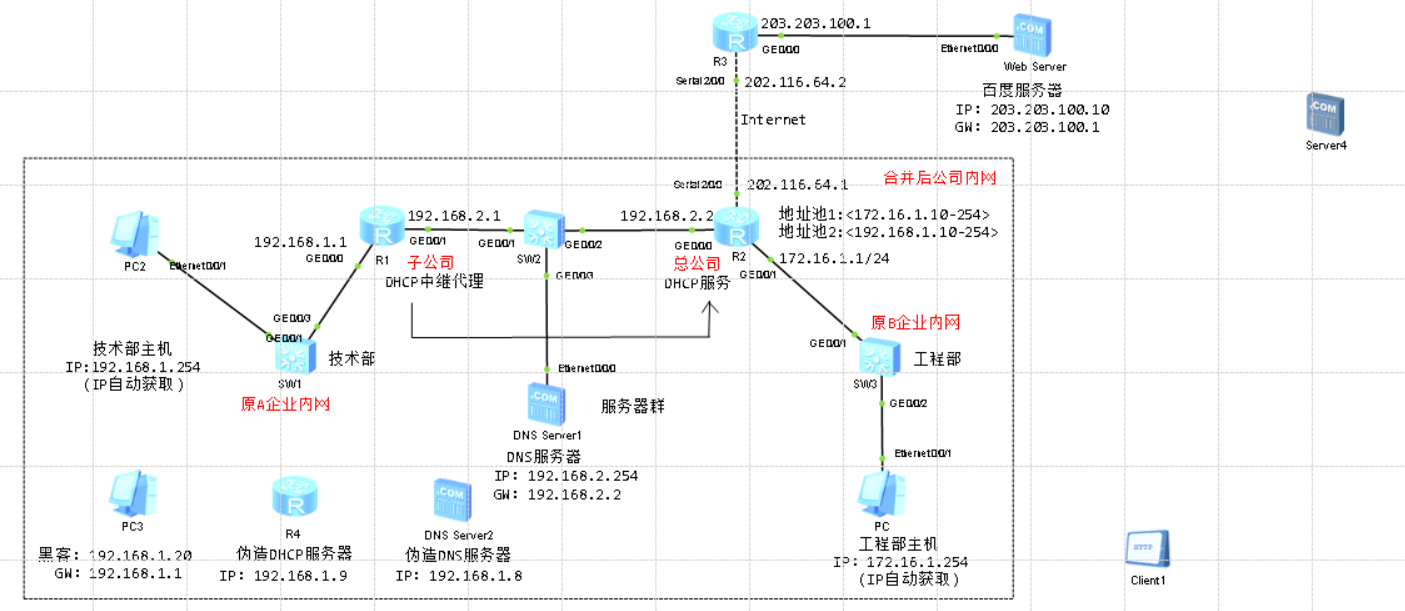 203.203.100.1
GE0/0/0
Ethernet0/0/0
R
R3
.COM
Web Server
Serial2/0/0
202.116.64.2
百度服务器
IP: 203.203.100.10
GW: 203.203.100.1
.COM
Server4
Internet
Serial2/0/0
202.116.64.1
合并后公司内网
192.168.2.1
192.168.2.2
地址池1:<172.16.1.10-254>
地址池2:<192.168.1.10-254>
192.168.1.1
R
GE0/0/1
GE0/0/1
GE0/0/2
GE0/0/0
R
GE0/0/0
R1
SW2
R2
172.16.1.1/24
PC2
Ethernet0/0/1
子公司
总公司
GE0/0/1
GE0/0/3
DHCP中继代理
DHCP服务
GE0/0/3
原B企业内网
GE0/0/1
GE0/0/1
技术部主机
IP:192.168.1.254
(IP自动获取)
技术部
SW1
Ethernet0/0/0
工程部
SW3
原A企业内网
.COM
服务器群
GE0/0/2
DNS Server1
DNS服务器
IP: 192.168.2.254
GW: 192.168.2.2
Ethernet0/0/1
PC3
R
R4
.COM
DNS Server2
PC
黑客: 192.168.1.20
GW: 192.168.1.1
伪造DHCP服务器
IP: 192.168.1.9
伪造DNS服务器
IP: 192.168.1.8
工程部主机
IP: 172.16.1.254
(IP自动获取)
HTTP
Client1